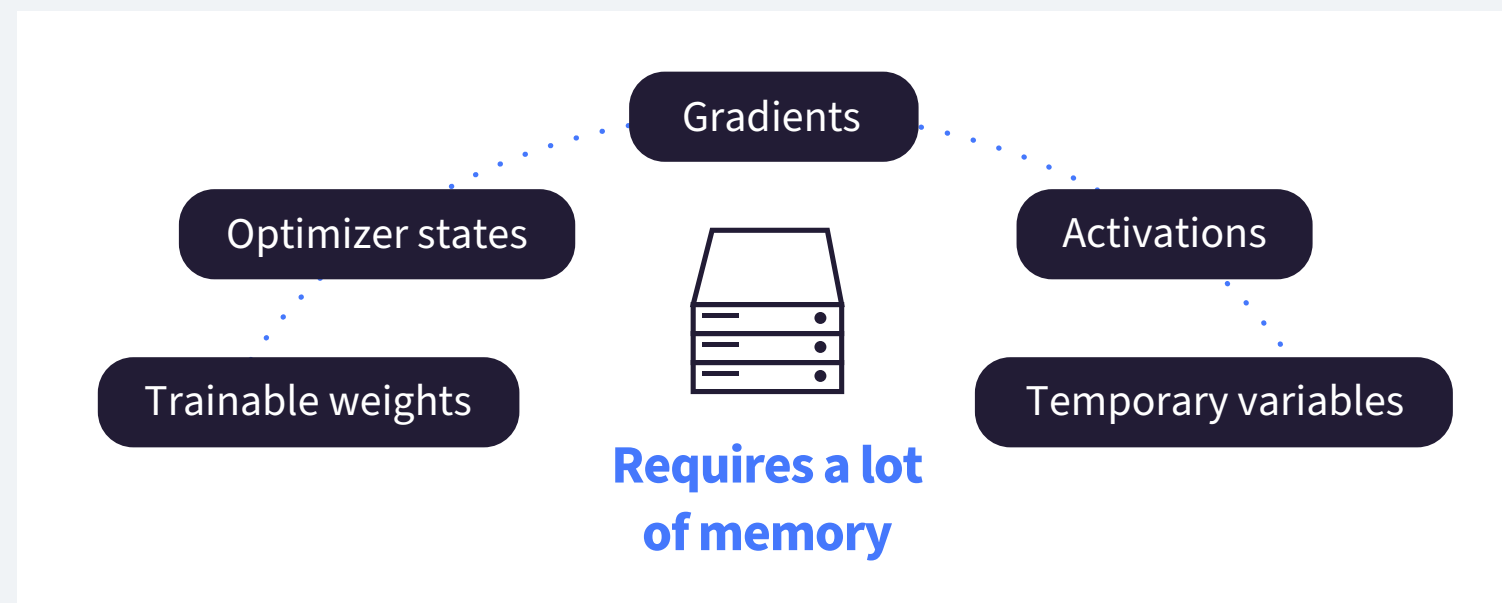 Gradients
Optimizer states
Activations
Trainable weights
Temporary variables
Requires a lot
of memory